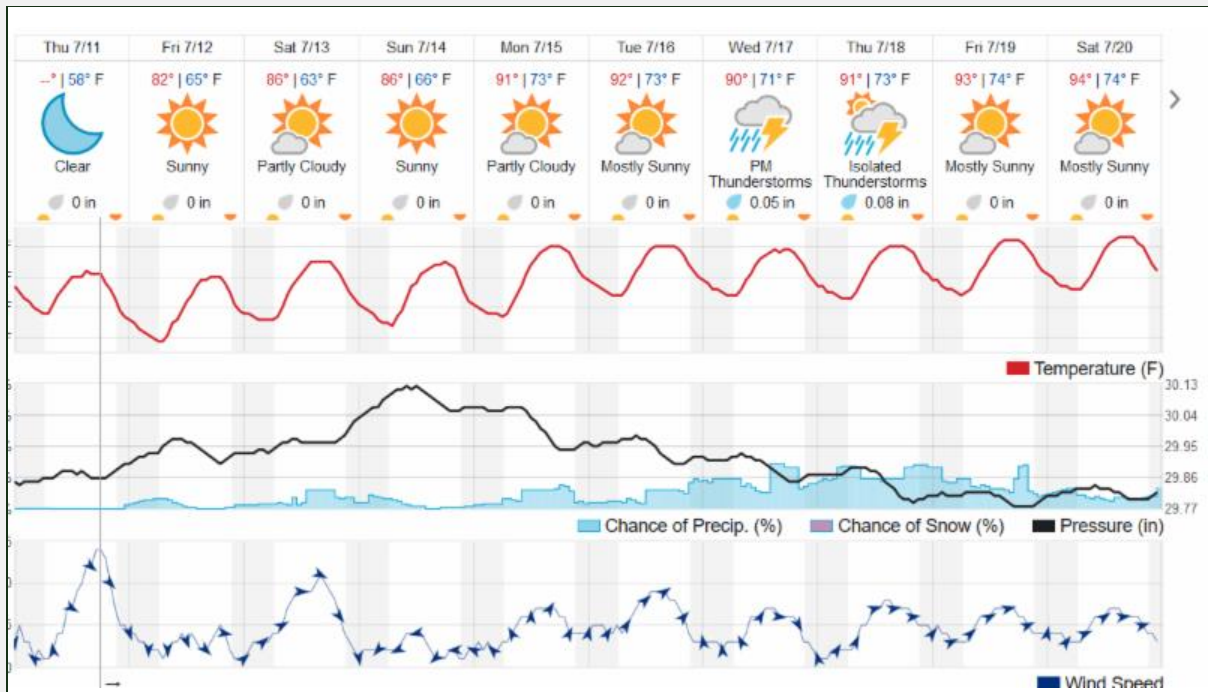 Thu 7/11 Fri 7/12 Sat 7/13 Sun 7/14 Mon 7/15 Tue 7/16 Wed 7/17 Thu 7/18 Fri 7/19 Sat 7/20
--° | 58° F 82° | 65° F 86° | 63° F 86° | 66° F 91° | 73° F 92° | 73° F 90° | 71° F 91° | 73° F 93° | 74° F 94° | 74° F
Clear Sunny Partly Cloudy Sunny Partly Cloudy Mostly Sunny PM Isolated Mostly Sunny Mostly Sunny
Thunderstorms Thunderstorms
0 in 0 in 0 in 0 in 0 in 0 in 0.05 in 0.08 in 0 in 0 in
Temperature (F)
30.13
30.04
29.95
29.86
29.77
Chance of Precip. (%) Chance of Snow (%) Pressure (in)
Wind Speed